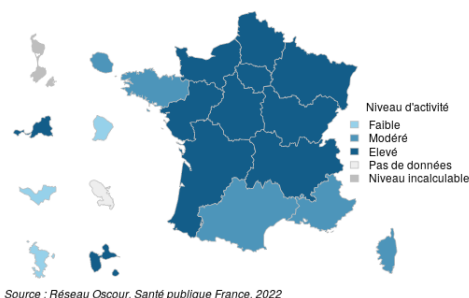 Niveau d'activité
Faible
Modéré
Elevé
Pas de données
Niveau incalculable
Source : Réseau Oscour, Santé publique France, 2022